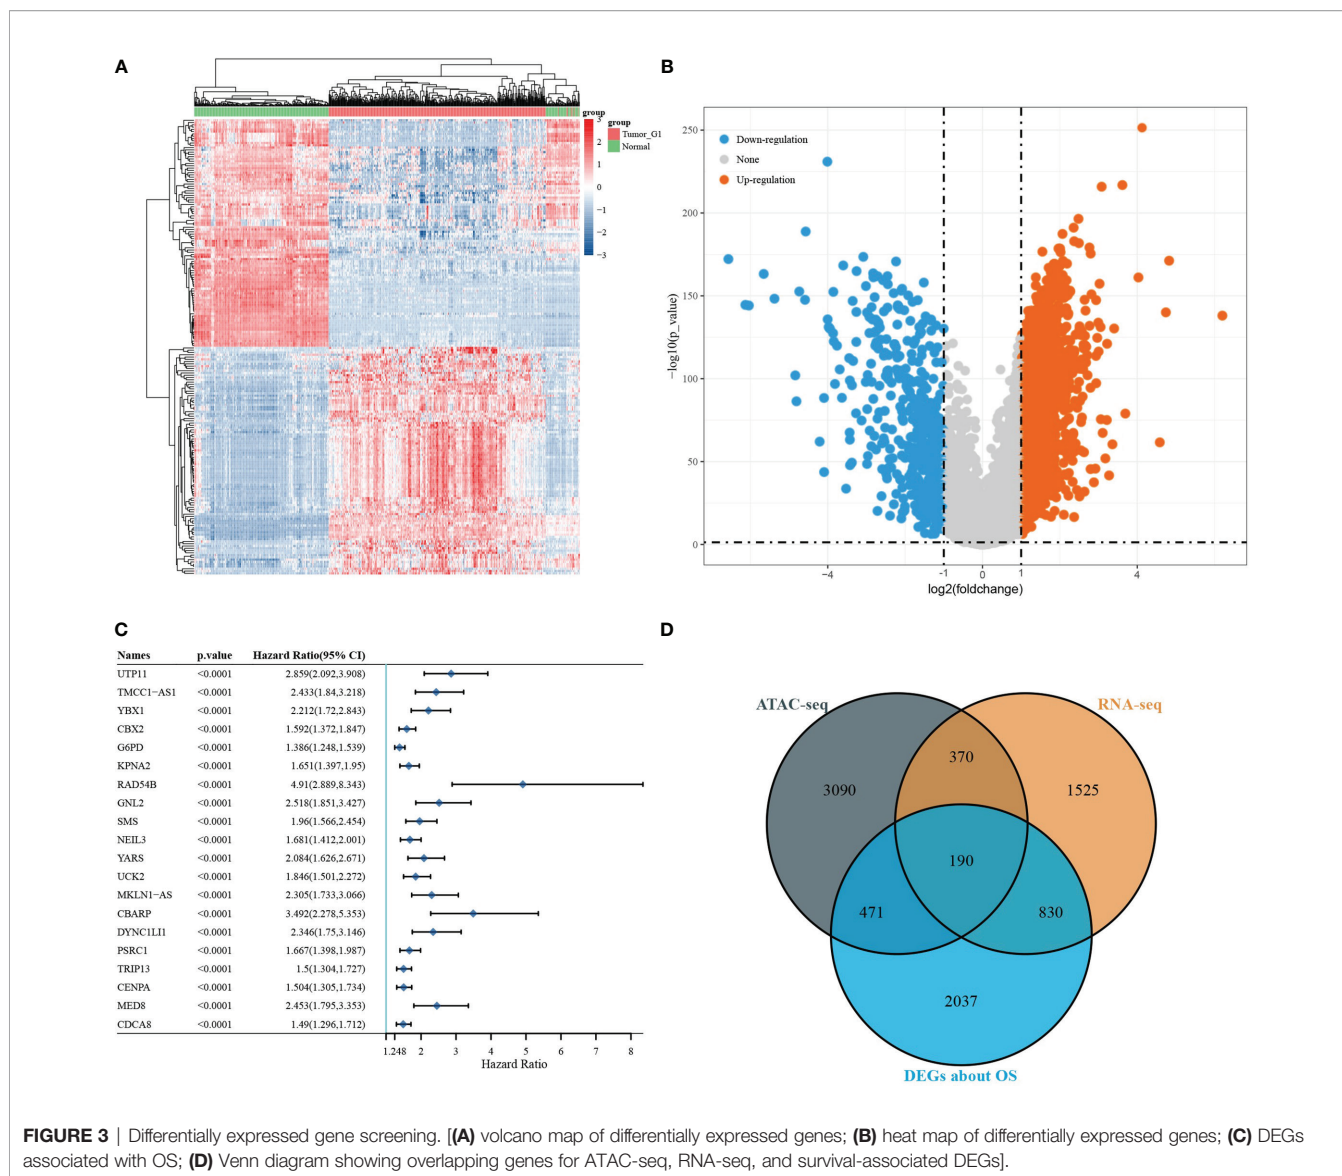 A
group
3
2
1
0
−1
−2
−3
group
Tumor_G1
Normal
B
Down-regulation
None
Up-regulation
250
200
150
100
50
0
−log10(p_value)
−4 -1 0 1 4
log2(foldchange)
C
Names p.value Hazard Ratio(95% CI)
UTP11 <0.0001 2.859(2.092,3.908)
TMCC1−AS1 <0.0001 2.433(1.84,3.218)
YBX1 <0.0001 2.212(1.72,2.843)
CBX2 <0.0001 1.592(1.372,1.847)
G6PD <0.0001 1.386(1.248,1.539)
KPNA2 <0.0001 1.651(1.397,1.95)
RAD54B <0.0001 4.91(2.889,8.343)
GNL2 <0.0001 2.518(1.851,3.427)
SMS <0.0001 1.96(1.566,2.454)
NEIL3 <0.0001 1.681(1.412,2.001)
YARS <0.0001 2.084(1.626,2.671)
UCK2 <0.0001 1.846(1.501,2.272)
MKLN1−AS <0.0001 2.305(1.733,3.066)
CBARP <0.0001 3.492(2.278,5.353)
DYNC1LI1 <0.0001 2.346(1.75,3.146)
PSRC1 <0.0001 1.667(1.398,1.987)
TRIP13 <0.0001 1.5(1.304,1.727)
CENPA <0.0001 1.504(1.305,1.734)
MED8 <0.0001 2.453(1.795,3.353)
CDCA8 <0.0001 1.49(1.296,1.712)
1.248 2 3 4 5 6 7 8
Hazard Ratio
D
ATAC-seq RNA-seq
370
3090 1525
190
471 830
2037
DEGs about OS
FIGURE 3 | Differentially expressed gene screening. [(A) volcano map of differentially expressed genes; (B) heat map of differentially expressed genes; (C) DEGs
associated with OS; (D) Venn diagram showing overlapping genes for ATAC-seq, RNA-seq, and survival-associated DEGs].